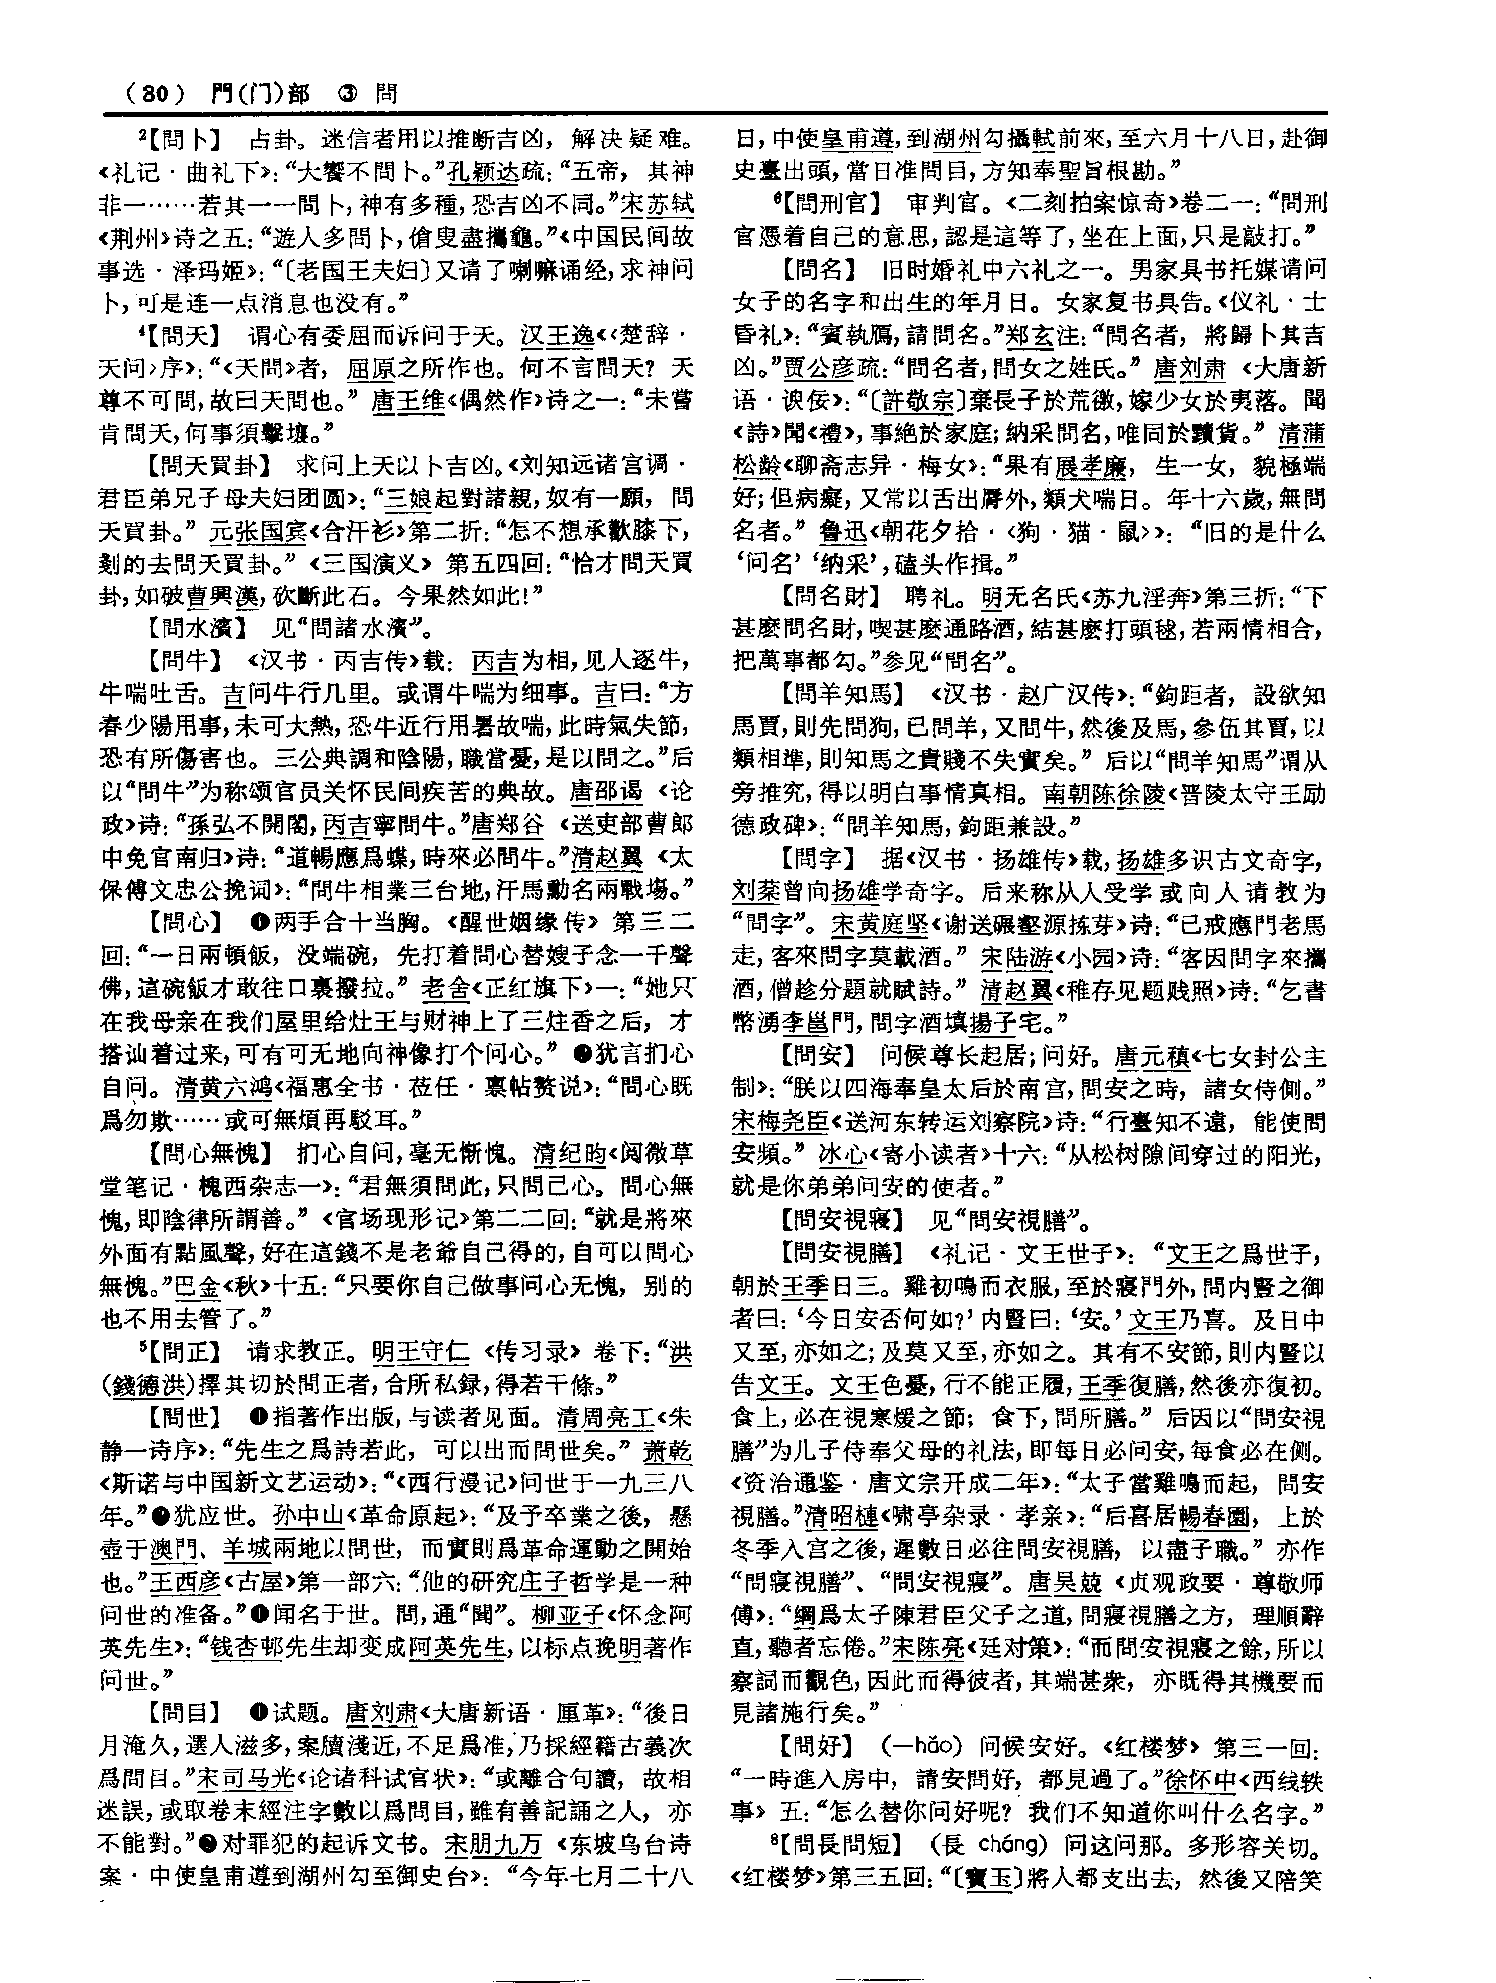 （80） 門(门)部 ③ 問
²【問卜】 占卦。迷信者用以推断吉凶，解决疑难。
《礼记·曲礼下》：“大饗不問卜。”孔颖达疏：“五帝，其神
非一……若其一一問卜，神有多種，恐吉凶不同。”宋苏轼
《荆州》诗之五：“遊人多問卜，傖叟盡攜龜。”《中国民间故
事选·泽玛姬》：“〔老国王夫妇〕又请了喇嘛诵经，求神问
卜，可是连一点消息也没有。”
⁴【問天】 谓心有委屈而诉问于天。汉王逸《〈楚辞·
天问〉序》：“《天問》者，屈原之所作也。何不言問天？天
尊不可問，故曰天問也。” 唐王维《偶然作》诗之一：“未嘗
肯問天，何事須擊壤。”
【問天買卦】 求问上天以卜吉凶。《刘知远诸宫调·
君臣弟兄子母夫妇团圆》：“三娘起對諸親，奴有一願，問
天買卦。” 元张国宾《合汗衫》第二折：“怎不想承歡膝下，
剗的去問天買卦。”《三国演义》第五四回：“恰才問天買
卦，如破曹興漢，砍斷此石。今果然如此！”
【問水濱】 见“問諸水濱”。
【問牛】 《汉书·丙吉传》载：丙吉为相，见人逐牛，
牛喘吐舌。吉问牛行几里。或谓牛喘为细事。吉曰：“方
春少陽用事，未可大熱，恐牛近行用暑故喘，此時氣失節，
恐有所傷害也。三公典調和陰陽，職當憂，是以問之。”后
以“問牛”为称颂官员关怀民间疾苦的典故。唐邵谒《论
政》诗：“孫弘不開閣，丙吉寧問牛。”唐郑谷《送吏部曹郎
中免官南归》诗：“道暢應爲蝶，時來必問牛。”清赵翼《太
保傅文忠公挽词》：“問牛相業三台地，汗馬勳名兩戰場。”
【問心】 ❶两手合十当胸。《醒世姻缘传》第三二
回：“一日兩頓飯，没端碗，先打着問心替嫂子念一千聲
佛，這碗飯才敢往口裏撥拉。” 老舍《正红旗下》一：“她只
在我母亲在我们屋里给灶王与财神上了三炷香之后，才
搭讪着过来，可有可无地向神像打个问心。” ❷犹言扪心
自问。清黄六鸿《福惠全书·莅任·禀帖赘说》：“問心既
爲勿欺……或可無煩再駁耳。”
【問心無愧】 扪心自问，毫无惭愧。清纪昀《阅微草
堂笔记·槐西杂志一》：“君無須問此，只問己心。問心無
愧，即陰律所謂善。”《官场现形记》第二二回：“就是將來
外面有點風聲，好在這錢不是老爺自己得的，自可以問心
無愧。”巴金《秋》十五：“只要你自己做事问心无愧，别的
也不用去管了。”
⁵【問正】 请求教正。明王守仁《传习录》卷下：“洪
(錢德洪)擇其切於問正者，合所私録，得若干條。”
【問世】 ❶指著作出版，与读者见面。清周亮工《朱
静一诗序》：“先生之爲詩若此，可以出而問世矣。” 萧乾
《斯诺与中国新文艺运动》：“《西行漫记》问世于一九三八
年。”❷犹应世。孙中山《革命原起》：“及予卒業之後，懸
壺于澳門、羊城兩地以問世，而實則爲革命運動之開始
也。”王西彦《古屋》第一部六：“他的研究庄子哲学是一种
问世的准备。”❸闻名于世。問，通“聞”。柳亚子《怀念阿
英先生》：“钱杏邨先生却变成阿英先生，以标点晚明著作
问世。”
【問目】 ❶试题。唐刘肃《大唐新语·厘革》：“後日
月淹久，選人滋多，案牘淺近，不足爲准，乃採經籍古義次
爲問目。”宋司马光《论诸科试官状》：“或離合句讀，故相
迷誤，或取卷末經注字數以爲問目，雖有善記誦之人，亦
不能對。”❷对罪犯的起诉文书。宋朋九万《东坡乌台诗
案·中使皇甫遵到湖州勾至御史台》：“今年七月二十八
日，中使皇甫遵，到湖州勾攝軾前來，至六月十八日，赴御
史臺出頭，當日准問目，方知奉聖旨根勘。”
⁶【問刑官】 审判官。《二刻拍案惊奇》卷二一：“問刑
官憑着自己的意思，認是這等了，坐在上面，只是敲打。”
【問名】 旧时婚礼中六礼之一。男家具书托媒请问
女子的名字和出生的年月日。女家复书具告。《仪礼·士
昏礼》：“賓執鴈，請問名。”郑玄注：“問名者，將歸卜其吉
凶。”贾公彦疏：“問名者，問女之姓氏。” 唐刘肃《大唐新
语·谀佞》：“〔許敬宗〕棄長子於荒徼，嫁少女於夷落。聞
《詩》聞《禮》，事絶於家庭；納采問名，唯同於黷貨。” 清蒲
松龄《聊斋志异·梅女》：“果有展孝廉，生一女，貌極端
好；但病癡，又常以舌出脣外，類犬喘日。年十六歲，無問
名者。” 鲁迅《朝花夕拾·〈狗·猫·鼠〉》：“旧的是什么
‘问名’‘纳采’，磕头作揖。”
【問名財】 聘礼。明无名氏《苏九淫奔》第三折：“下
甚麽問名財，喫甚麽通路酒，結甚麽打頭毬，若兩情相合，
把萬事都勾。”参见“問名”。
【問羊知馬】 《汉书·赵广汉传》：“鉤距者，設欲知
馬賈，則先問狗，已問羊，又問牛，然後及馬，參伍其賈，以
類相準，則知馬之貴賤不失實矣。” 后以“問羊知馬”谓从
旁推究，得以明白事情真相。南朝陈徐陵《晋陵太守王励
德政碑》：“問羊知馬，鉤距兼設。”
【問字】 据《汉书·扬雄传》载，扬雄多识古文奇字，
刘棻曾向扬雄学奇字。后来称从人受学或向人请教为
“問字”。宋黄庭坚《谢送碾壑源拣芽》诗：“已戒應門老馬
走，客來問字莫載酒。” 宋陆游《小园》诗：“客因問字來攜
酒，僧趁分題就賦詩。” 清赵翼《稚存见题贱照》诗：“乞書
幣湧李邕門，問字酒填揚子宅。”
【問安】 问候尊长起居；问好。唐元稹《七女封公主
制》：“朕以四海奉皇太后於南宫，問安之時，諸女侍側。”
宋梅尧臣《送河东转运刘察院》诗：“行臺知不遠，能使問
安頻。” 冰心《寄小读者》十六：“从松树隙间穿过的阳光，
就是你弟弟问安的使者。”
【問安視寢】 见“問安視膳”。
【問安視膳】 《礼记·文王世子》：“文王之爲世子，
朝於王季日三。雞初鳴而衣服，至於寢門外，問内豎之御
者曰：‘今日安否何如？’内豎曰：‘安。’文王乃喜。及日中
又至，亦如之；及莫又至，亦如之。其有不安節，則内豎以
告文王。文王色憂，行不能正履，王季復膳，然後亦復初。
食上，必在視寒煖之節；食下，問所膳。” 后因以“問安視
膳”为儿子侍奉父母的礼法，即每日必问安，每食必在侧。
《资治通鉴·唐文宗开成二年》：“太子當雞鳴而起，問安
視膳。”清昭梿《啸亭杂录·孝亲》：“后喜居暢春園，上於
冬季入宫之後，遲數日必往問安視膳，以盡子職。” 亦作
“問寢視膳”、“問安視寢”。唐吴兢《贞观政要·尊敬师
傅》：“綱爲太子陳君臣父子之道，問寢視膳之方，理順辭
直，聽者忘倦。”宋陈亮《廷对策》：“而問安視寢之餘，所以
察詞而觀色，因此而得彼者，其端甚衆，亦既得其機要而
見諸施行矣。”
【問好】 （—hǎo）问候安好。《红楼梦》第三一回：
“一時進入房中，請安問好，都見過了。”徐怀中《西线轶
事》五：“怎么替你问好呢？我们不知道你叫什么名字。”
⁸【問長問短】 （長 cháng）问这问那。多形容关切。
《红楼梦》第三五回：“〔寶玉〕將人都支出去，然後又陪笑